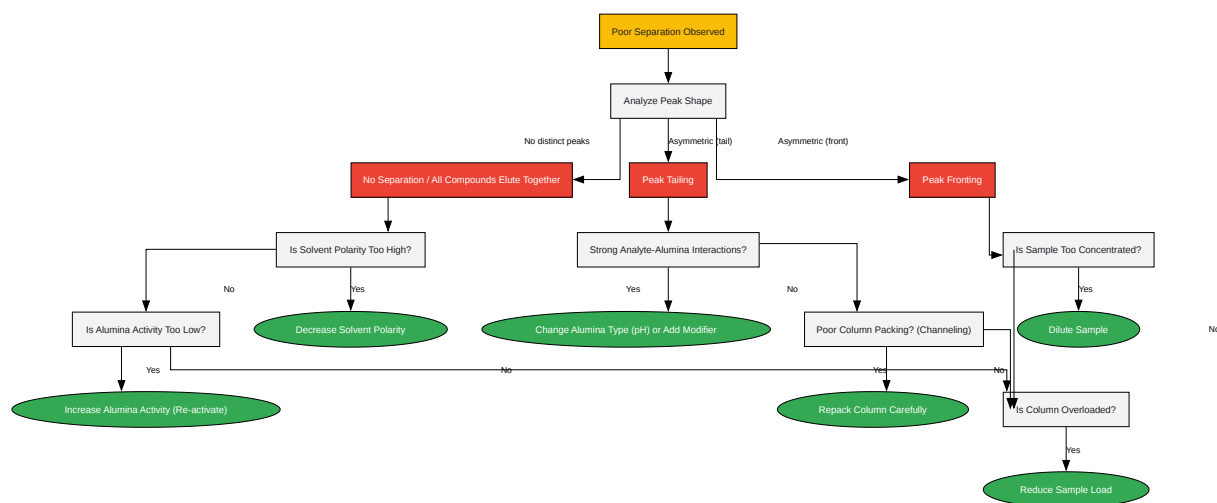 Poor Separation Observed
Analyze Peak Shape
No distinct peaks
Asymmetric (tail)
Asymmetric (front)
No Separation / All Compounds Elute Together
Peak Tailing
Peak Fronting
Is Solvent Polarity Too High?
Strong Analyte-Alumina Interactions?
Is Sample Too Concentrated?
No
Yes
Yes
No
Yes
Is Alumina Activity Too Low?
Decrease Solvent Polarity
Change Alumina Type (pH) or Add Modifier
Poor Column Packing? (Channeling)
Dilute Sample
No
Yes
No
Yes
No
Increase Alumina Activity (Re-activate)
Repack Column Carefully
Is Column Overloaded?
Yes
Reduce Sample Load